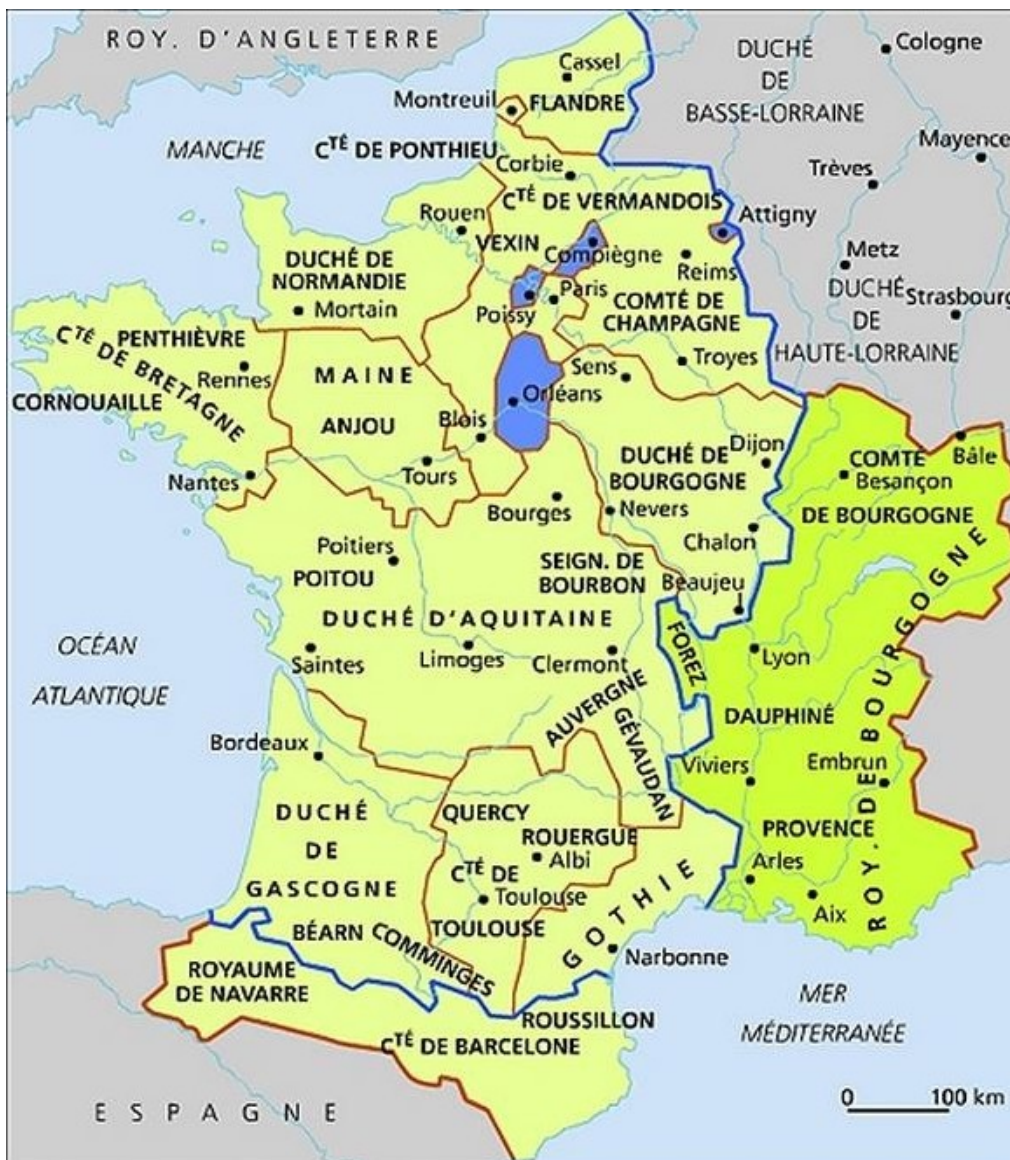 ROY. D'ANGLETERRE
DUCHÉ
DE
BASSE-LORRAINE
Cologne
Cassel
Montreuil
FLANDRE
MANCHE
CTÉ DE PONTHIEU
Mayence
Corbie
Trèves
CTÉ DE VERMANDOIS
Attigny
Rouen
VEXIN
Compiègne
Reims
Metz
DUCHÉ DE
NORMANDIE
Mortain
Poissy
Paris
COMTÉ DE
CHAMPAGNE
DUCHÉ
DE
HAUTE-LORRAINE
Strasbourg
PENTHIÈVRE
CTÉ DE BRETAGNE
Rennes
CORNOUAILLE
MAINE
ANJOU
Sens
Troyes
Orléans
Blois
Nantes
Tours
Bourges
DUCHÉ DE
BOURGOGNE
Dijon
Nevers
Chalon
Beaujeu
COMTÉ
Besançon
DE BOURGOGNE
Bâle
Poitiers
POITOU
SEIGN. DE
BOURBON
DUCHÉ D'AQUITAINE
OCÉAN
ATLANTIQUE
Saintes
Limoges
Clermont
FOREZ
Lyon
ROY. DE BOURGOGNE
AUVERGNE
GÉVAUDAN
DAUPHINÉ
Bordeaux
Viviers
Embrun
DUCHÉ
DE
GASCOGNE
QUERCY
ROUERGUE
Albi
CTÉ DE
Toulouse
TOULOUSE
PROVENCE
Arles
Aix
GOTHIE
BÉARN
COMMINGES
Narbonne
ROYAUME
DE NAVARRE
ROUSSILLON
CTÉ DE BARCELONE
MER
MÉDITERRANÉE
ESPAGNE
0 100 km